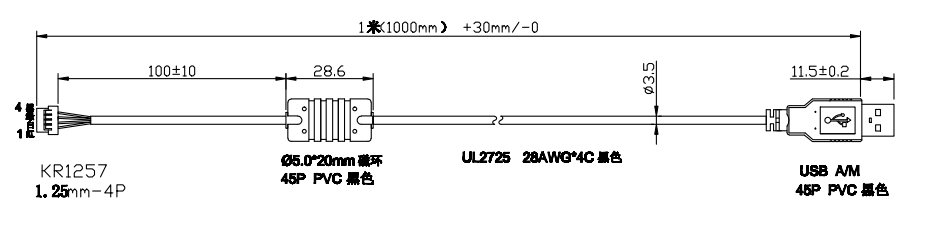 1米(1000mm) +30mm/-0
100±10
28.6
Ø3.5
11.5±0.2
4
1
KR1257
1.25mm-4P
Ø5.0*20mm 磁环
45P PVC 黑色
UL2725 28AWG*4C 黑色
USB A/M
45P PVC 黑色